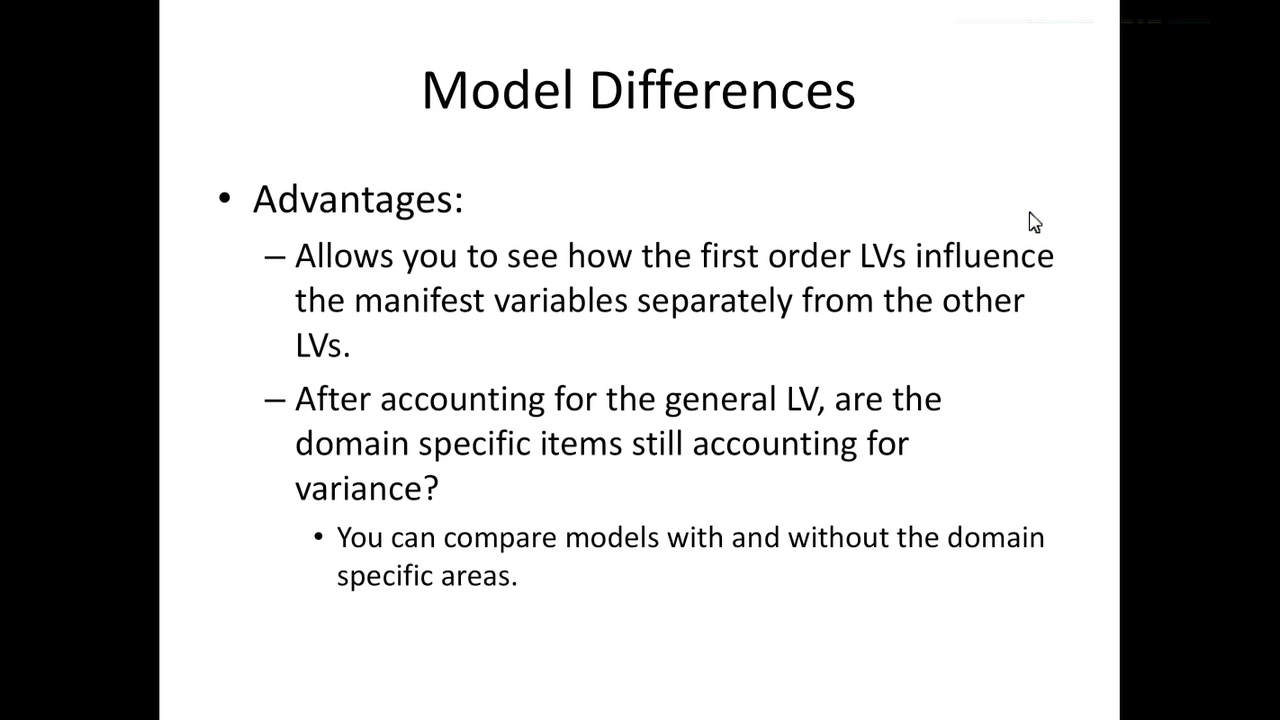 Model Differences
• Advantages:
– Allows you to see how the first order LVs influence
the manifest variables separately from the other
LVs.
– After accounting for the general LV, are the
domain specific items still accounting for
variance?
• You can compare models with and without the domain
specific areas.